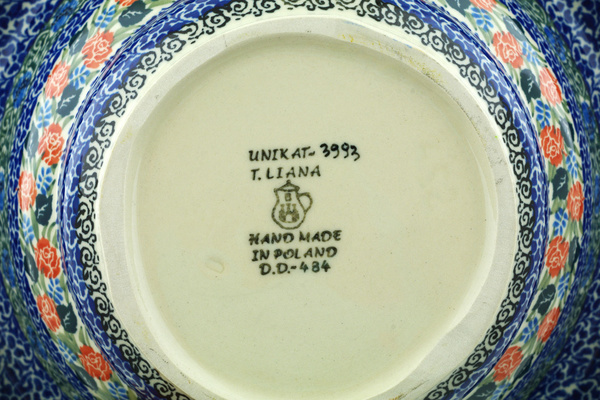 UNIKAT-3993
T. LIANA
HAND MADE
IN POLAND
D.D.-484